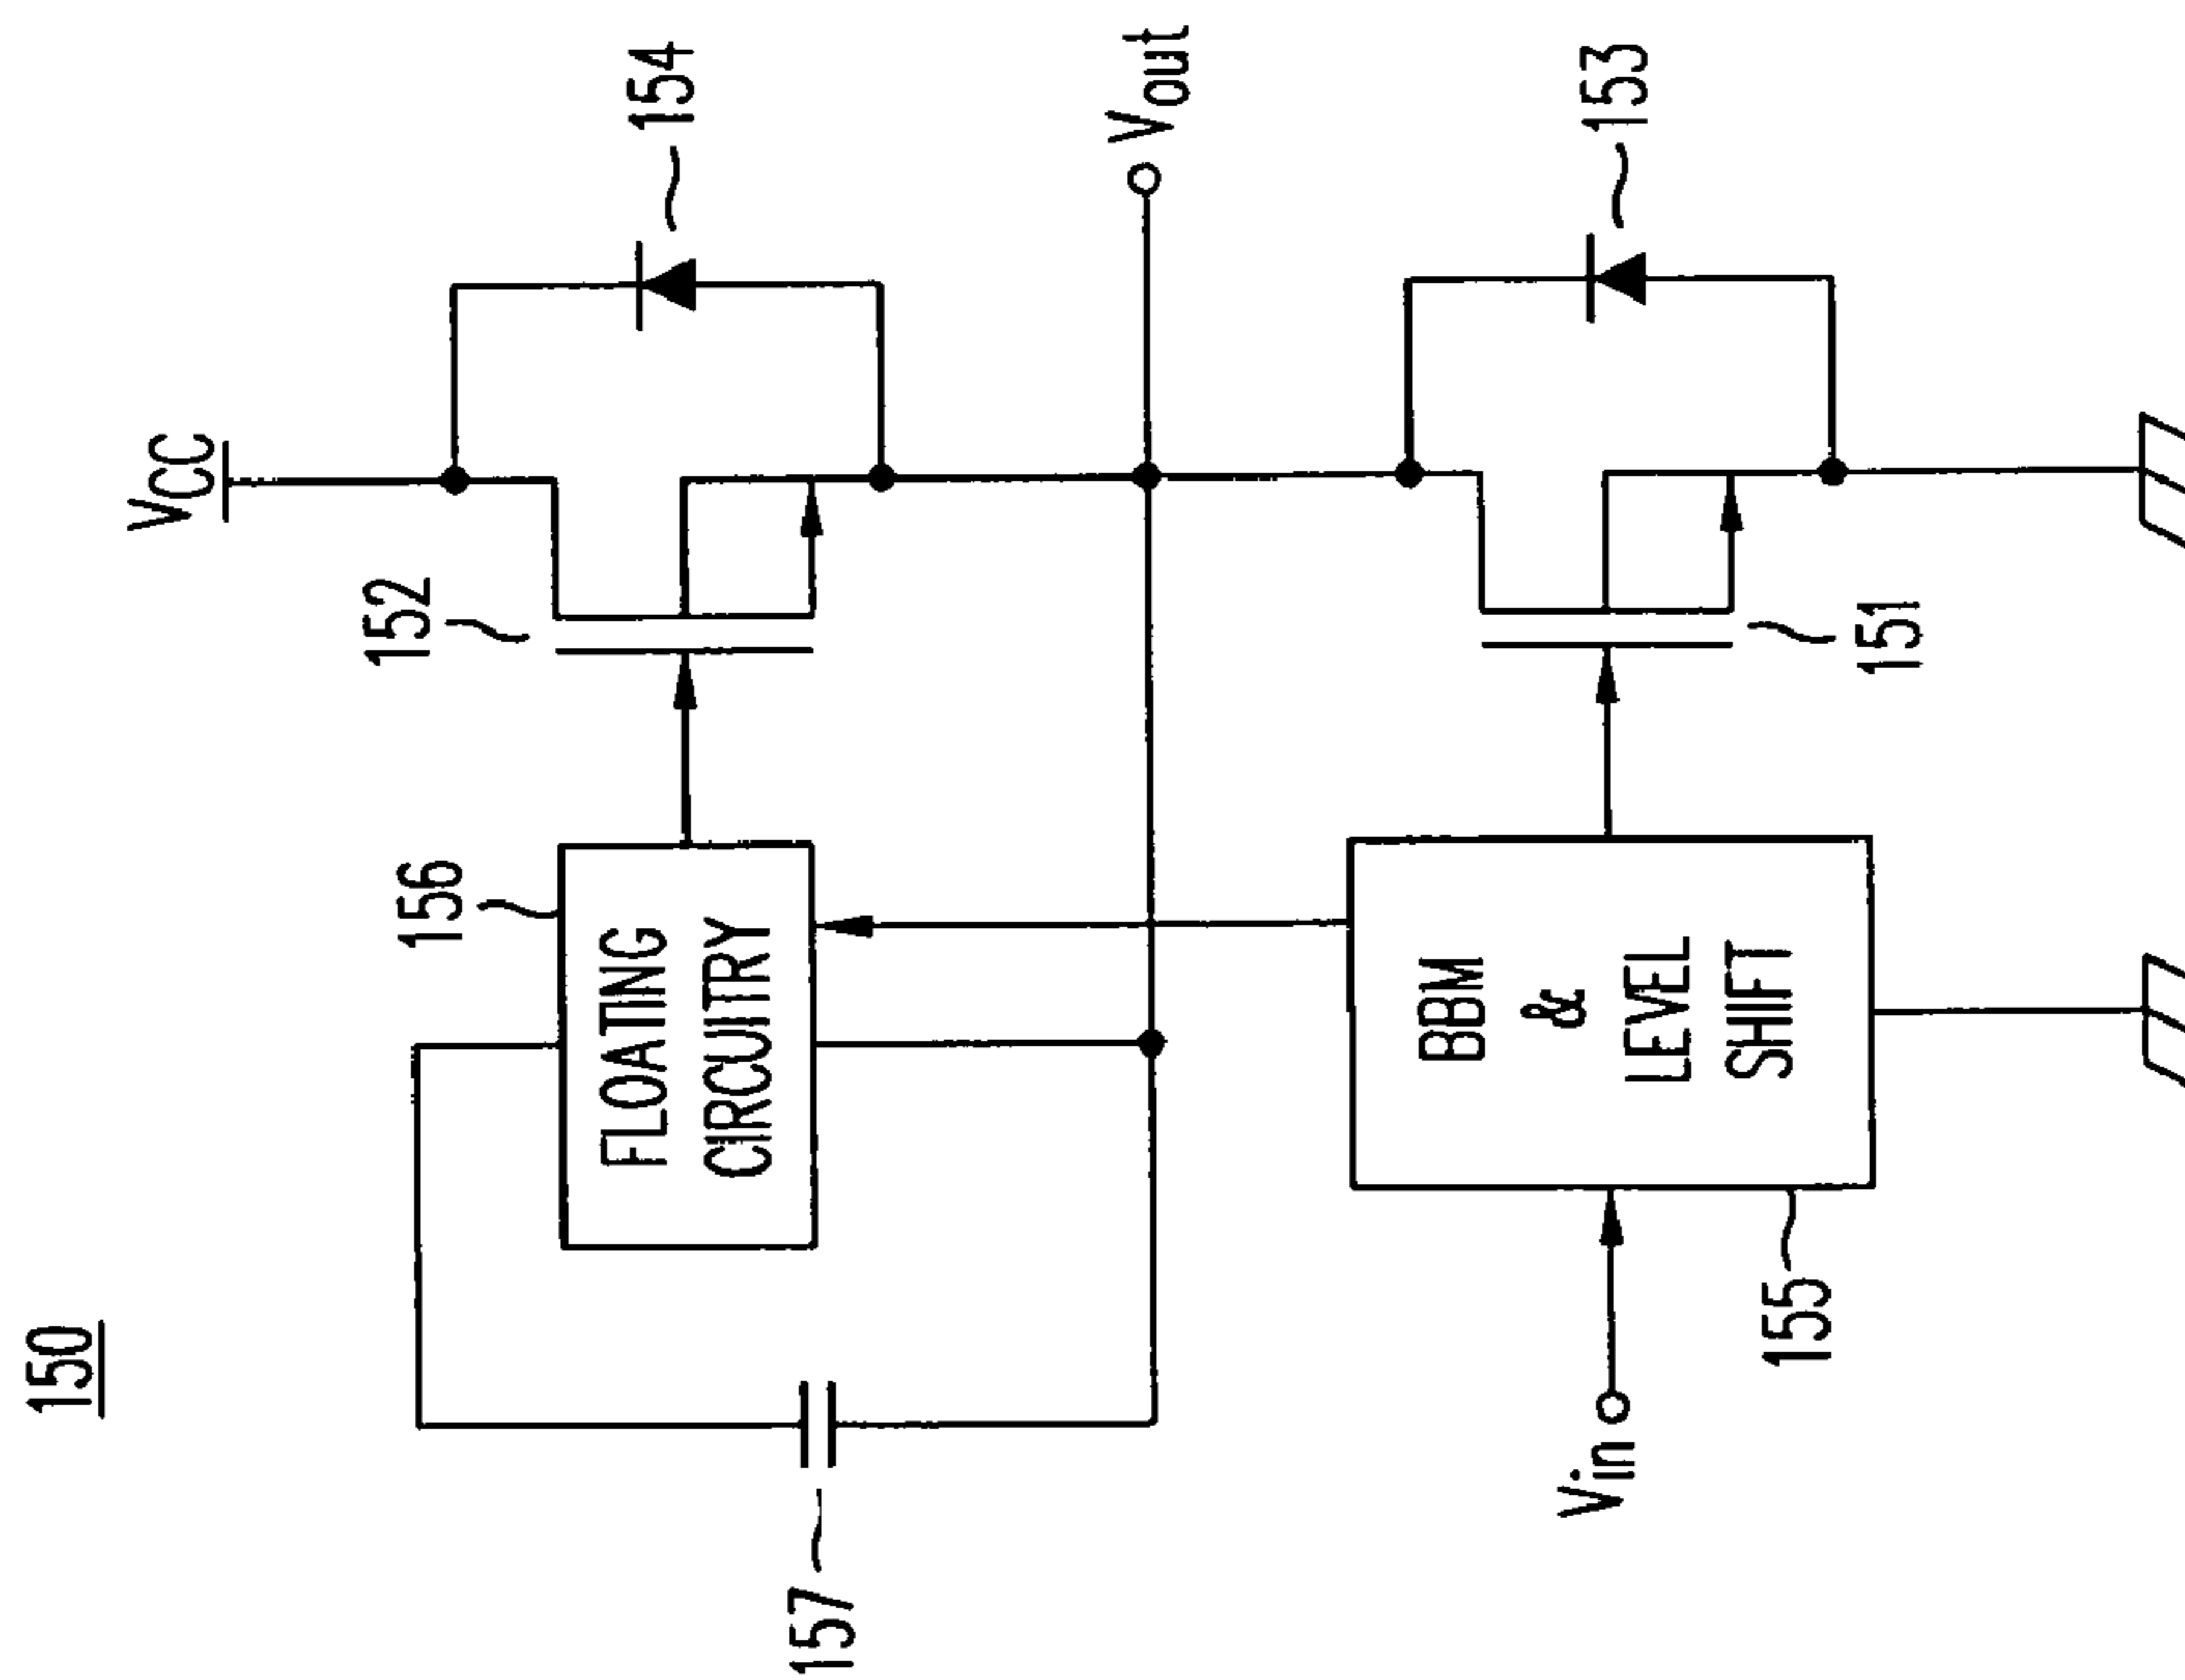 150
VCC
152
154
156
FLOATING
CIRCUITRY
157
Vout
BBM
&
LEVEL
SHIFT
Vin
155
151
153